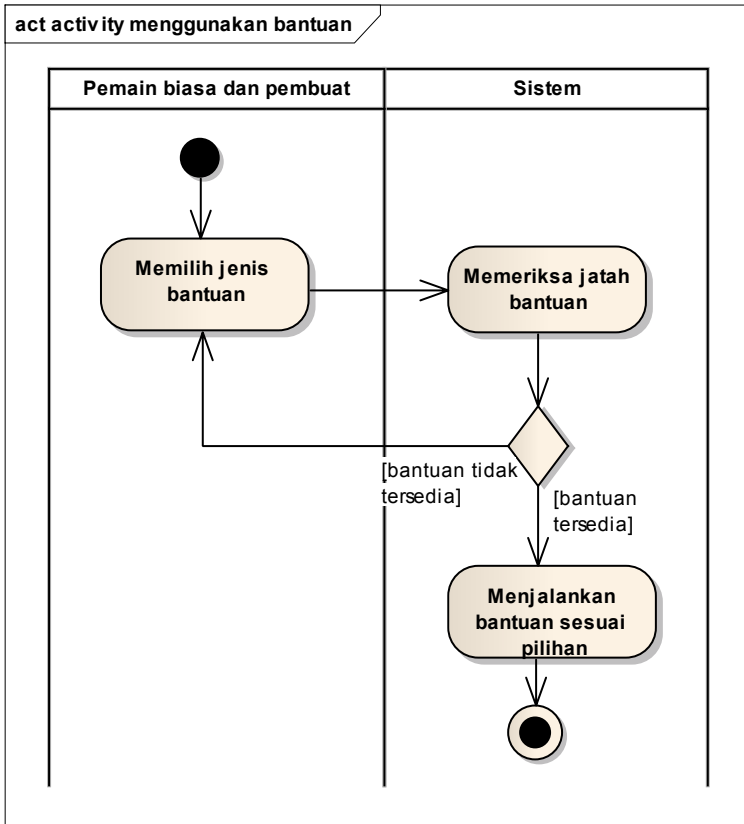 act activity menggunakan bantuan
Pemain biasa dan pembuat
Sistem
Memilih jenis
bantuan
Memeriksa jatah
bantuan
[bantuan tidak
tersedia]
[bantuan
tersedia]
Menjalankan
bantuan sesuai
pilihan